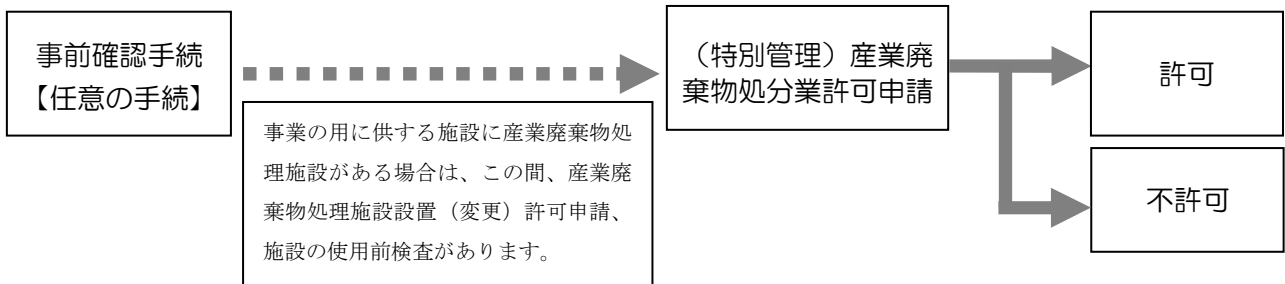 事前確認手続
【任意の手続】
事業の用に供する施設に産業廃棄物処
理施設がある場合は、この間、産業廃
棄物処理施設設置（変更）許可申請、
施設の使用前検査があります。
（特別管理）産業廃
棄物処分業許可申請
許可
不許可